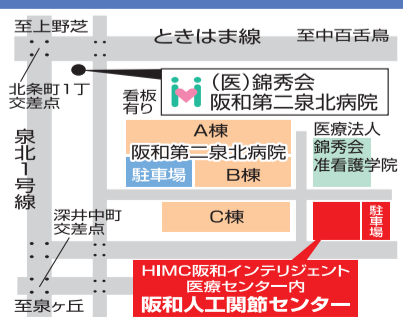 至上野芝
ときはま線
至中百舌鳥
北条町1丁
交差点
看板
有り
(医)錦秀会
阪和第二泉北病院
A棟
阪和第二泉北病院
駐車場
B棟
医療法人
錦秀会
准看護学院
泉北1号線
C棟
深井中町
交差点
駐車場
HIMC阪和インテリジェント
医療センター内
阪和人工関節センター
至泉ヶ丘